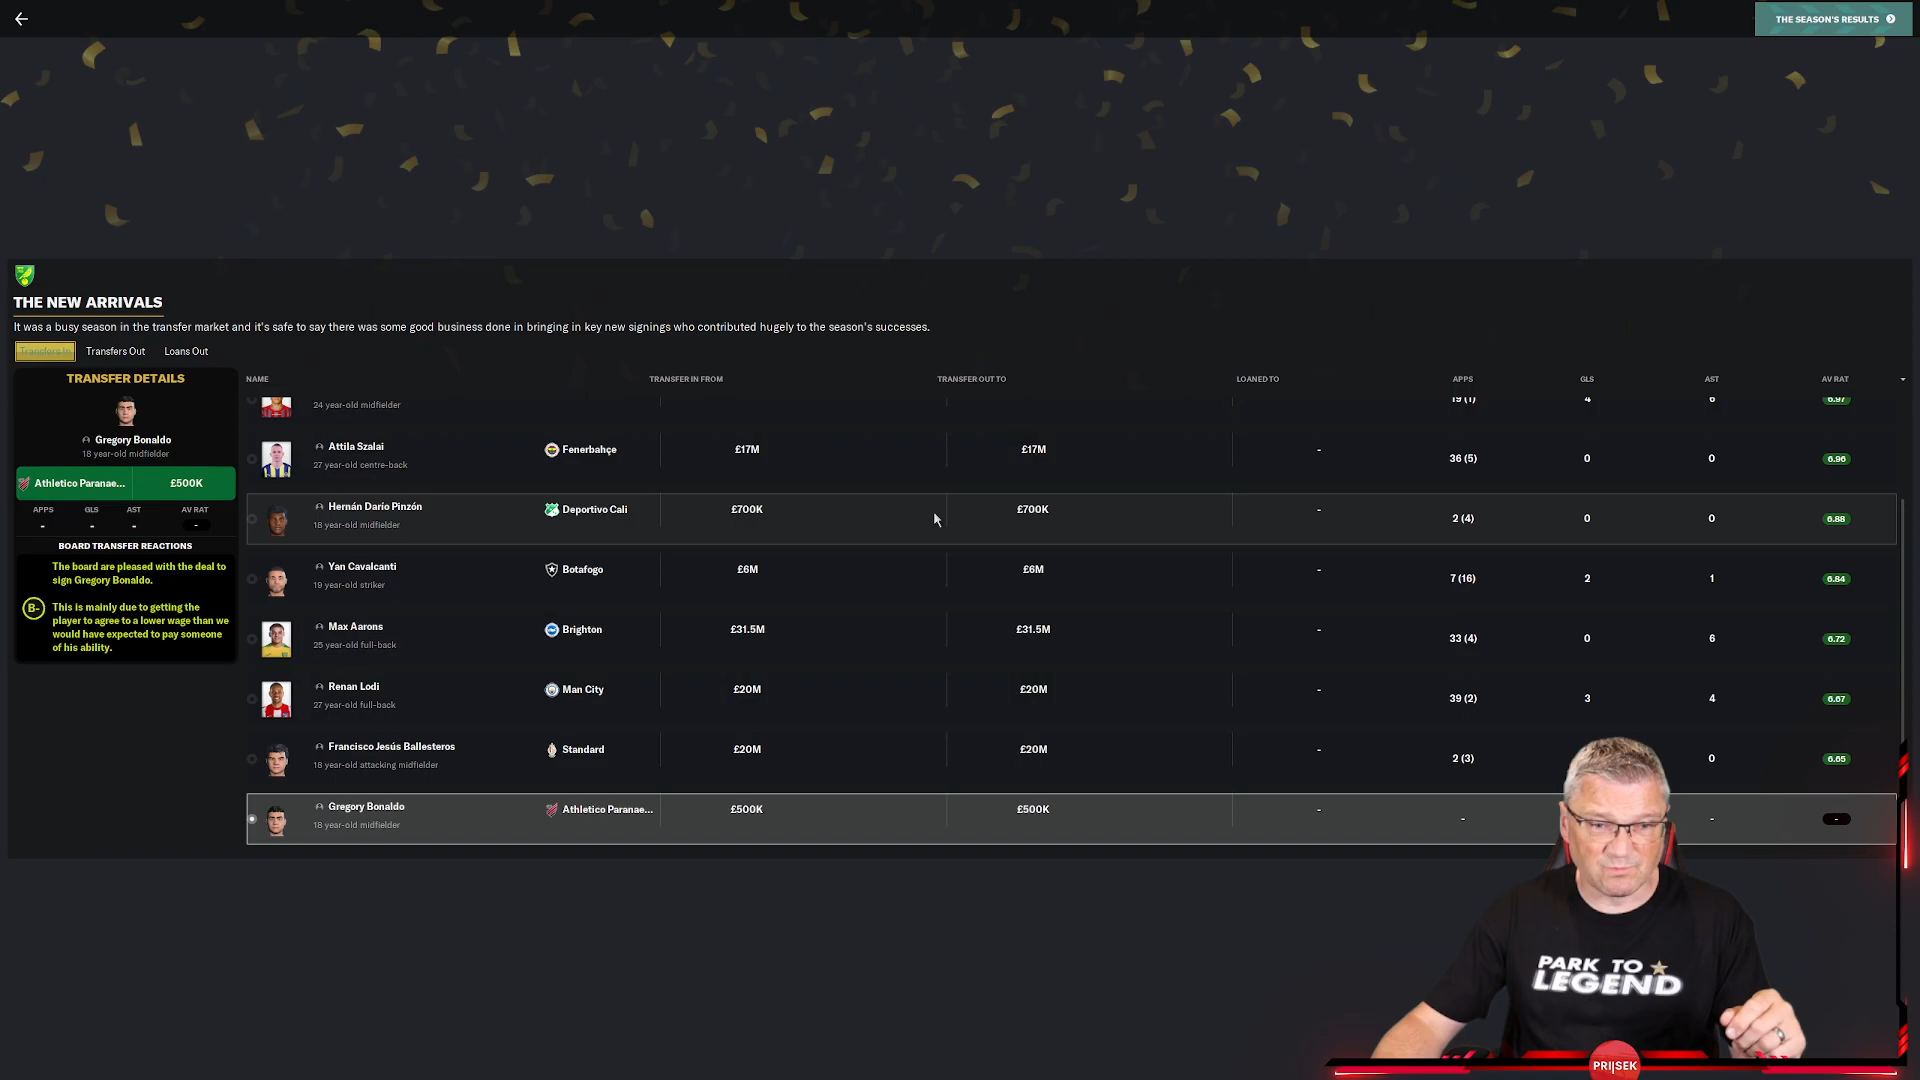 THE SEASON'S RESULTS
THE NEW ARRIVALS
It was a busy season in the transfer market and it's safe to say there was some good business done in bringing in key new signings who contributed hugely to the season's successes.
Transfers In Transfers Out Loans Out
TRANSFER DETAILS
Gregory Bonaldo
18 year-old midfielder
Athletico Paranae... £500K
APPS GLS AST AV RAT
- - - -
BOARD TRANSFER REACTIONS
The board are pleased with the deal to
sign Gregory Bonaldo.
B-
This is mainly due to getting the
player to agree to a lower wage than we
would have expected to pay someone
of his ability.
NAME TRANSFER IN FROM TRANSFER OUT TO LOANED TO APPS GLS AST AV RAT
24 year-old midfielder 19 (1) 4 6 6.97
Attila Szalai Fenerbahçe £17M £17M - 36 (5) 0 0 6.96
27 year-old centre-back
Hernán Darío Pinzón Deportivo Cali £700K £700K - 2 (4) 0 0 6.88
18 year-old midfielder
Yan Cavalcanti Botafogo £6M £6M - 7 (16) 2 1 6.84
19 year-old striker
Max Aarons Brighton £31.5M £31.5M - 33 (4) 0 6 6.72
25 year-old full-back
Renan Lodi Man City £20M £20M - 39 (2) 3 4 6.67
27 year-old full-back
Francisco Jesús Ballesteros Standard £20M £20M - 2 (3) 0 6.65
18 year-old attacking midfielder
Gregory Bonaldo Athletico Paranae... £500K £500K - - - -
18 year-old midfielder
PARK TO
LEGEND
PRIJSEK